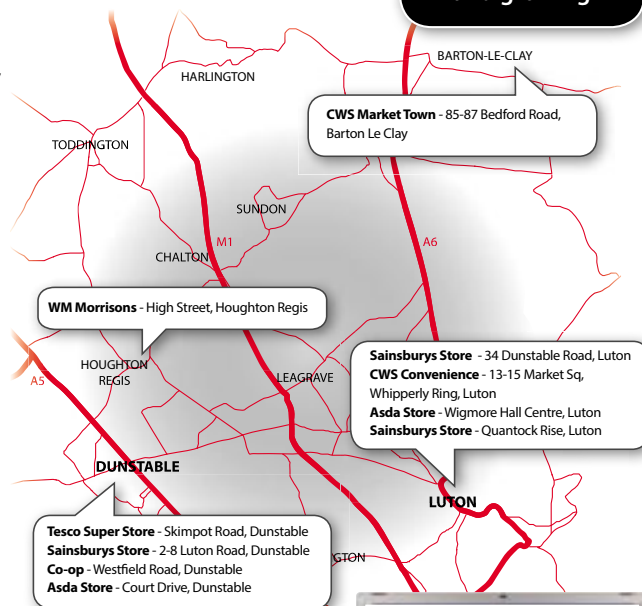 BARTON-LE-CLAY
HARLINGTON
CWS Market Town - 85-87 Bedford Road,
Barton Le Clay
TODDINGTON
SUNDON
M1
A6
CHALTON
WM Morrisons - High Street, Houghton Regis
HOUGHTON
REGIS
A5
LEAGRAVE
Sainsburys Store - 34 Dunstable Road, Luton
CWS Convenience - 13-15 Market Sq,
Whipperly Ring, Luton
Asda Store - Wigmore Hall Centre, Luton
Sainsburys Store - Quantock Rise, Luton
DUNSTABLE
LUTON
Tesco Super Store - Skimpot Road, Dunstable
Sainsburys Store - 2-8 Luton Road, Dunstable
Co-op - Westfield Road, Dunstable
Asda Store - Court Drive, Dunstable
GTON